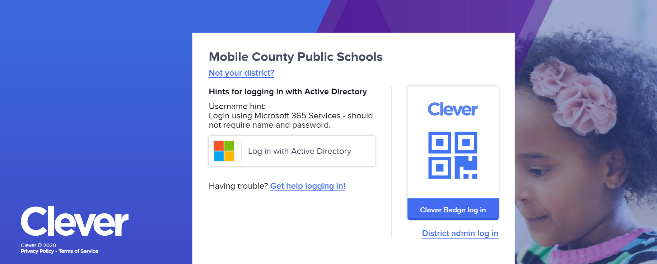 Mobile County Public Schools
Not your district?
Hints for logging in with Active Directory
Username hint:
Login using Microsoft 365 Services - should
not require name and password.
Log in with Active Directory
Having trouble? Get help logging in!
Clever
Clever Badge log in
District admin log in
Clever
Clever © 2020
Privacy Policy - Terms of Service